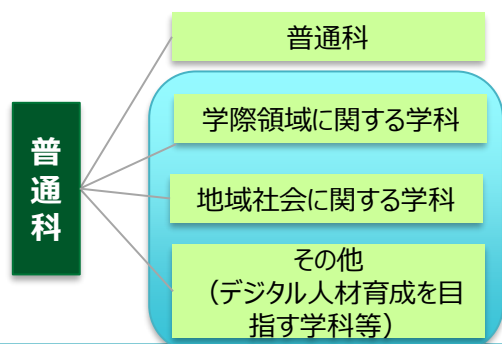 普通科
普通科
学際領域に関する学科
地域社会に関する学科
その他
（デジタル人材育成を目
指す学科等）